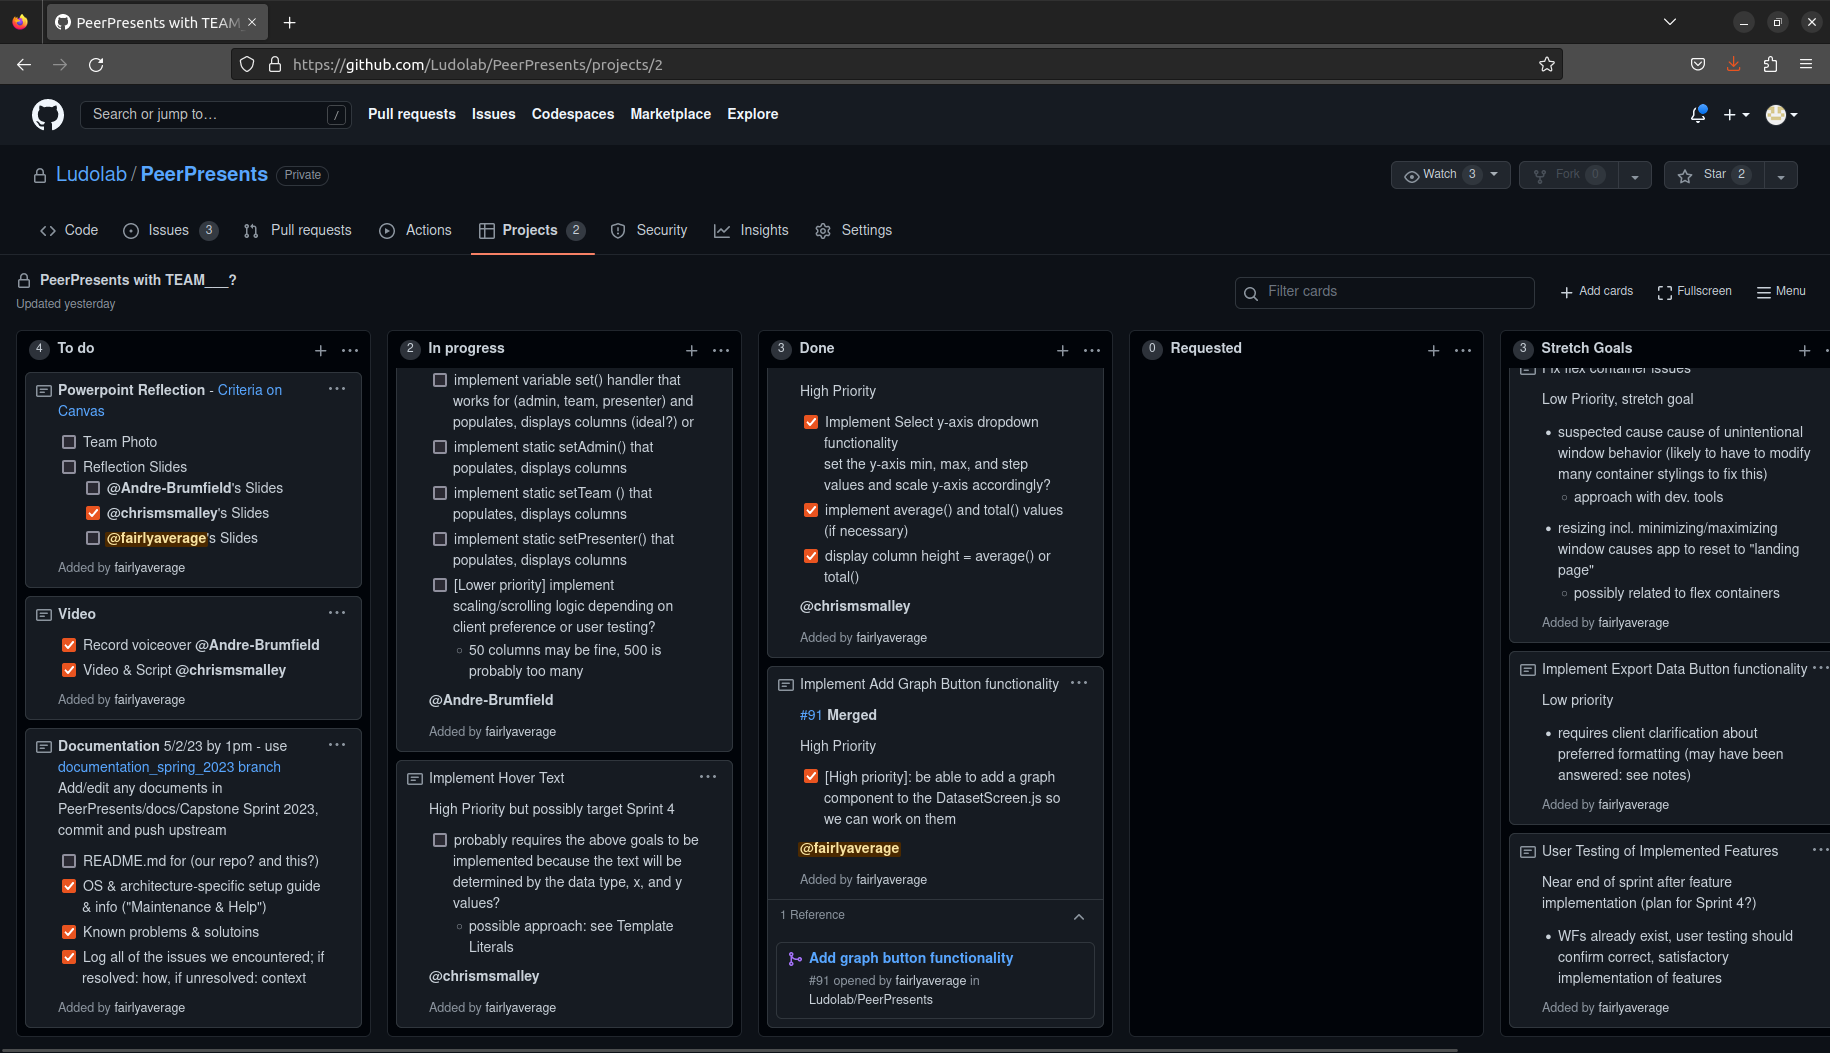 PeerPresents with TEAM_
https://github.com/Ludolab/PeerPresents/projects/2
Search or jump to…
/
Pull requests
Issues
Codespaces
Marketplace
Explore
Ludolab / PeerPresents
Private
Watch 3
Fork 0
Star 2
Code
Issues 3
Pull requests
Actions
Projects 2
Security
Insights
Settings
PeerPresents with TEAM___?
Updated yesterday
Filter cards
Add cards
Fullscreen
Menu
4 To do
Powerpoint Reflection - Criteria on
Canvas
Team Photo
Reflection Slides
@Andre-Brumfield's Slides
@chrismsmalley's Slides
@fairlyaverage's Slides
Added by fairlyaverage
Video
Record voiceover @Andre-Brumfield
Video & Script @chrismsmalley
Added by fairlyaverage
Documentation 5/2/23 by 1pm - use
documentation_spring_2023 branch
Add/edit any documents in
PeerPresents/docs/Capstone Sprint 2023,
commit and push upstream
README.md for (our repo? and this?)
OS & architecture-specific setup guide
& info ("Maintenance & Help")
Known problems & solutoins
Log all of the issues we encountered; if
resolved: how, if unresolved: context
Added by fairlyaverage
2 In progress
implement variable set() handler that
works for (admin, team, presenter) and
populates, displays columns (ideal?) or
implement static setAdmin() that
populates, displays columns
implement static setTeam () that
populates, displays columns
implement static setPresenter() that
populates, displays columns
[Lower priority] implement
scaling/scrolling logic depending on
client preference or user testing?
50 columns may be fine, 500 is
probably too many
@Andre-Brumfield
Added by fairlyaverage
Implement Hover Text
High Priority but possibly target Sprint 4
probably requires the above goals to be
implemented because the text will be
determined by the data type, x, and y
values?
possible approach: see Template
Literals
@chrismsmalley
Added by fairlyaverage
3 Done
High Priority
Implement Select y-axis dropdown
functionality
set the y-axis min, max, and step
values and scale y-axis accordingly?
implement average() and total() values
(if necessary)
display column height = average() or
total()
@chrismsmalley
Added by fairlyaverage
Implement Add Graph Button functionality
#91 Merged
High Priority
[High priority]: be able to add a graph
component to the DatasetScreen.js so
we can work on them
@fairlyaverage
Added by fairlyaverage
1 Reference
Add graph button functionality
#91 opened by fairlyaverage in
Ludolab/PeerPresents
0 Requested
3 Stretch Goals
Fix flex container issues
Low Priority, stretch goal
suspected cause cause of unintentional
window behavior (likely to have to modify
many container stylings to fix this)
approach with dev. tools
resizing incl. minimizing/maximizing
window causes app to reset to "landing
page"
possibly related to flex containers
Added by fairlyaverage
Implement Export Data Button functionality
Low priority
requires client clarification about
preferred formatting (may have been
answered: see notes)
Added by fairlyaverage
User Testing of Implemented Features
Near end of sprint after feature
implementation (plan for Sprint 4?)
WFs already exist, user testing should
confirm correct, satisfactory
implementation of features
Added by fairlyaverage